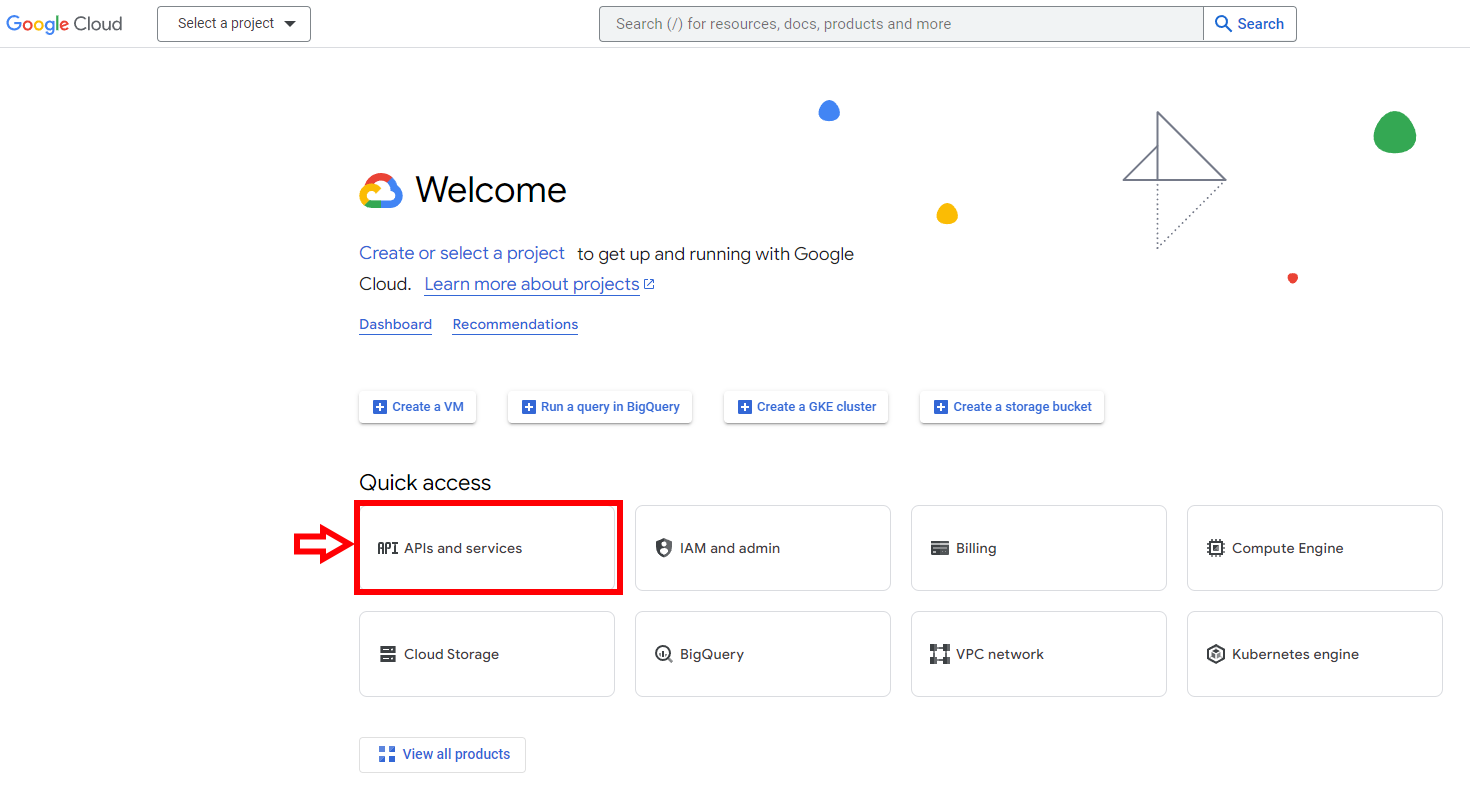 Google Cloud
Select a project
Search (/) for resources, docs, products and more
Search
Welcome
Create or select a project to get up and running with Google
Cloud. Learn more about projects
Dashboard Recommendations
Create a VM
Run a query in BigQuery
Create a GKE cluster
Create a storage bucket
Quick access
API APIs and services
IAM and admin
Billing
Compute Engine
Cloud Storage
BigQuery
VPC network
Kubernetes engine
View all products